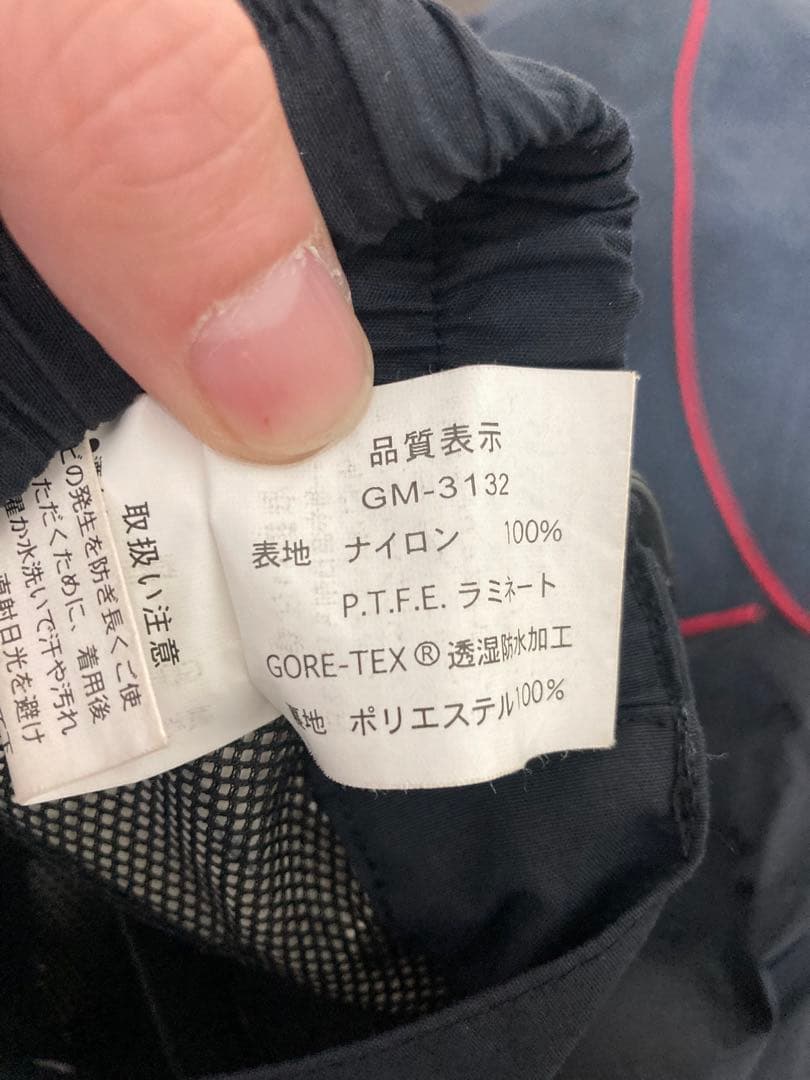 品質表示
GM-3132
表地 ナイロン 100%
P.T.F.E. ラミネート
GORE-TEX® 透湿防水加工
裏地 ポリエステル100%
取扱い注意
ビの発生を防ぎ長くご使
ただくために、着用後
か水洗いで汗や汚れ
直射日光を避け